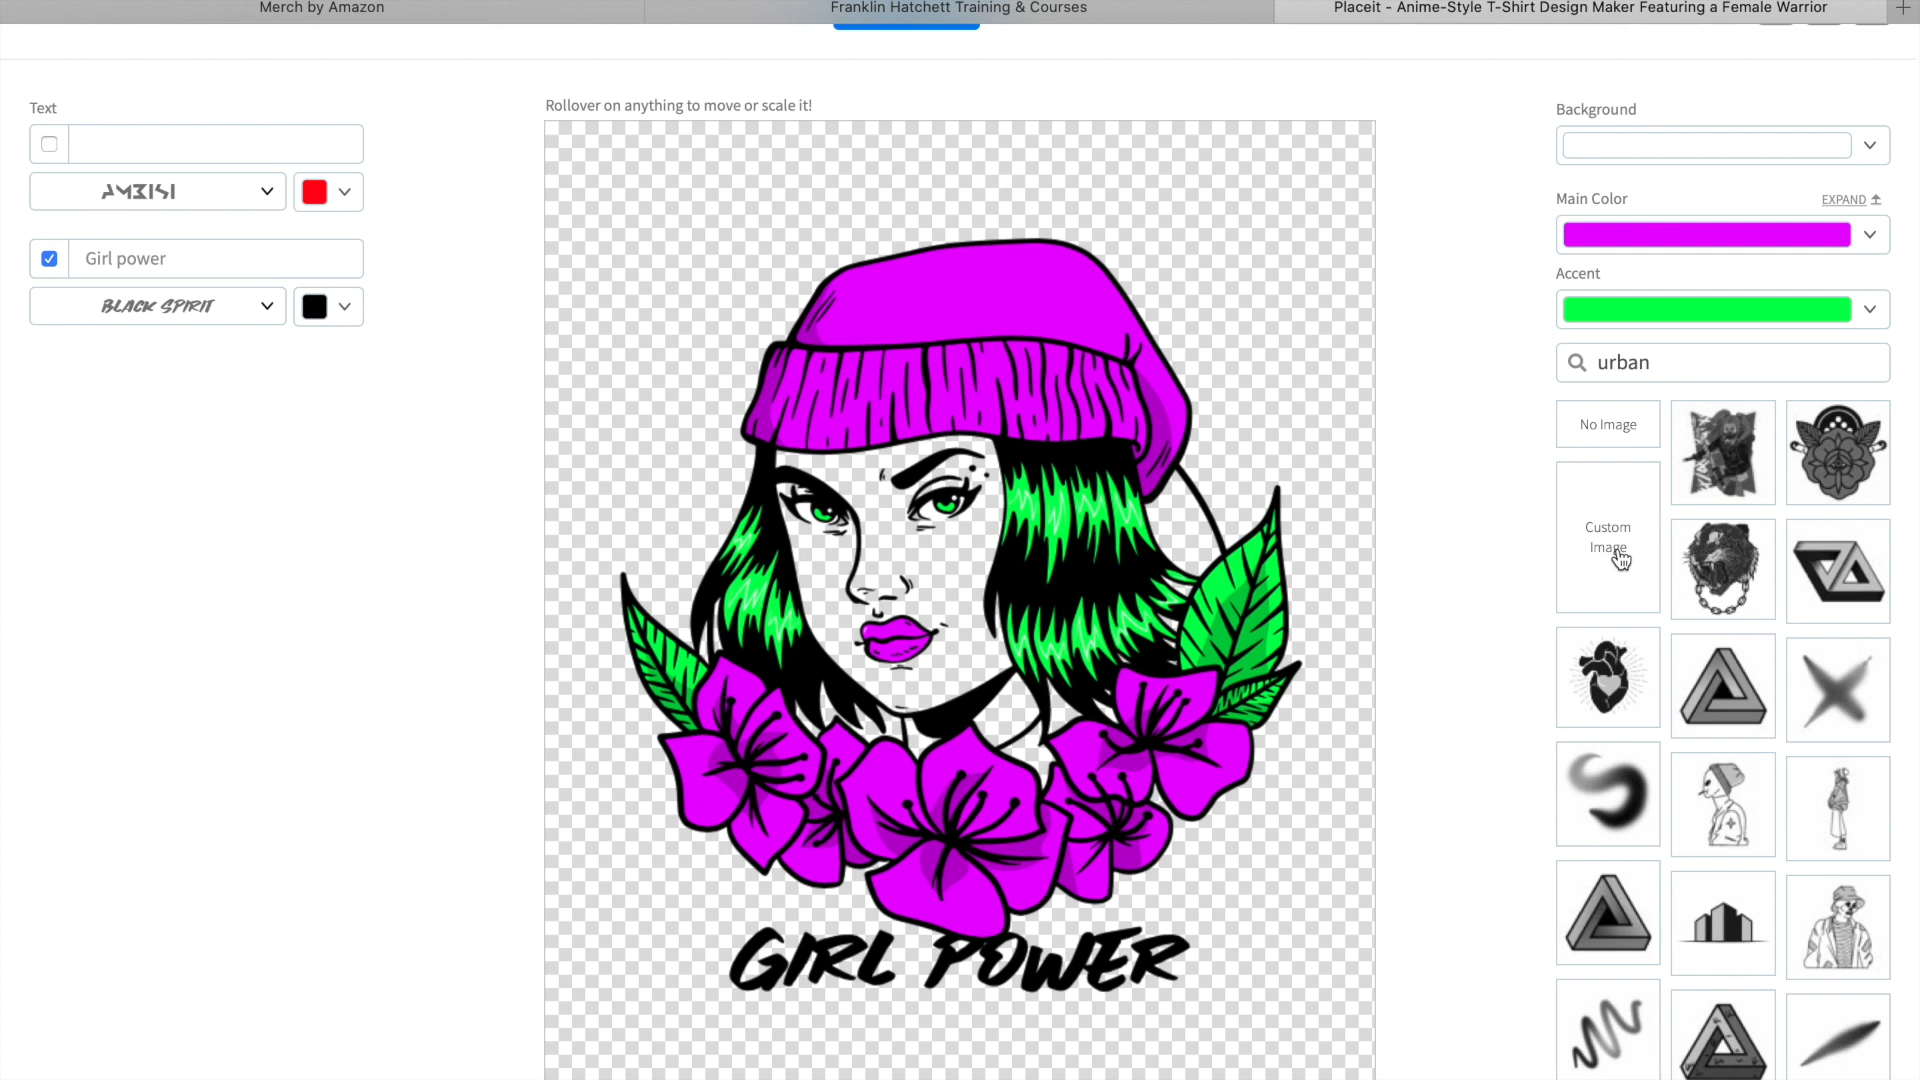 Merch by Amazon
Franklin Hatchett Training & Courses
Placeit - Anime-Style T-Shirt Design Maker Featuring a Female Warrior
Text
Rollover on anything to move or scale it!
Background
AMBISI
Main Color
EXPAND
Girl power
Accent
BLACK SPIRIT
urban
No Image
Custom
Image
GIRL POWER